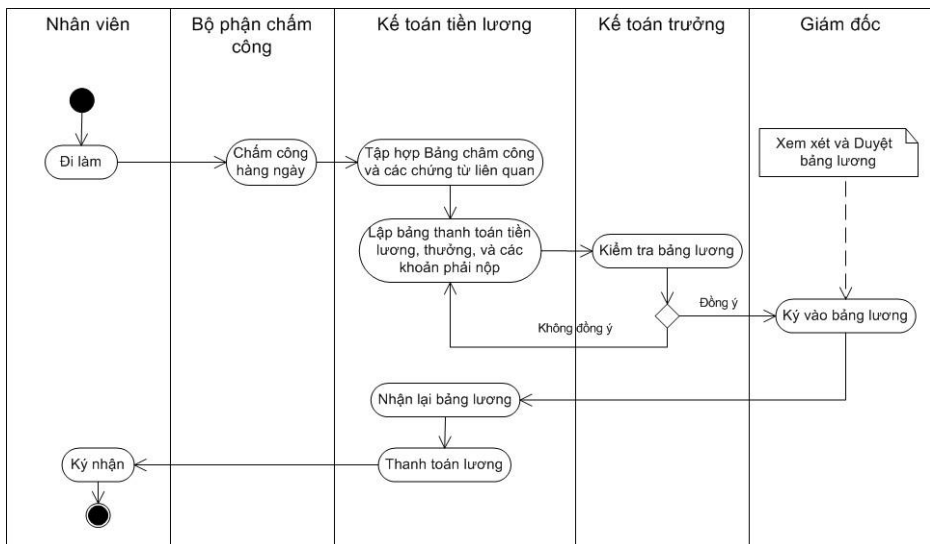 Nhân viên
Bộ phận chấm
công
Kế toán tiền lương
Kế toán trưởng
Giám đốc
Đi làm
Chấm công
hàng ngày
Tập hợp Bảng châm công
và các chứng từ liên quan
Xem xét và Duyệt
bảng lương
Lập bảng thanh toán tiền
lương, thưởng, và các
khoản phải nộp
Kiểm tra bảng lương
Đồng ý
Không đồng ý
Ký vào bảng lương
Nhận lại bảng lương
Ký nhận
Thanh toán lương